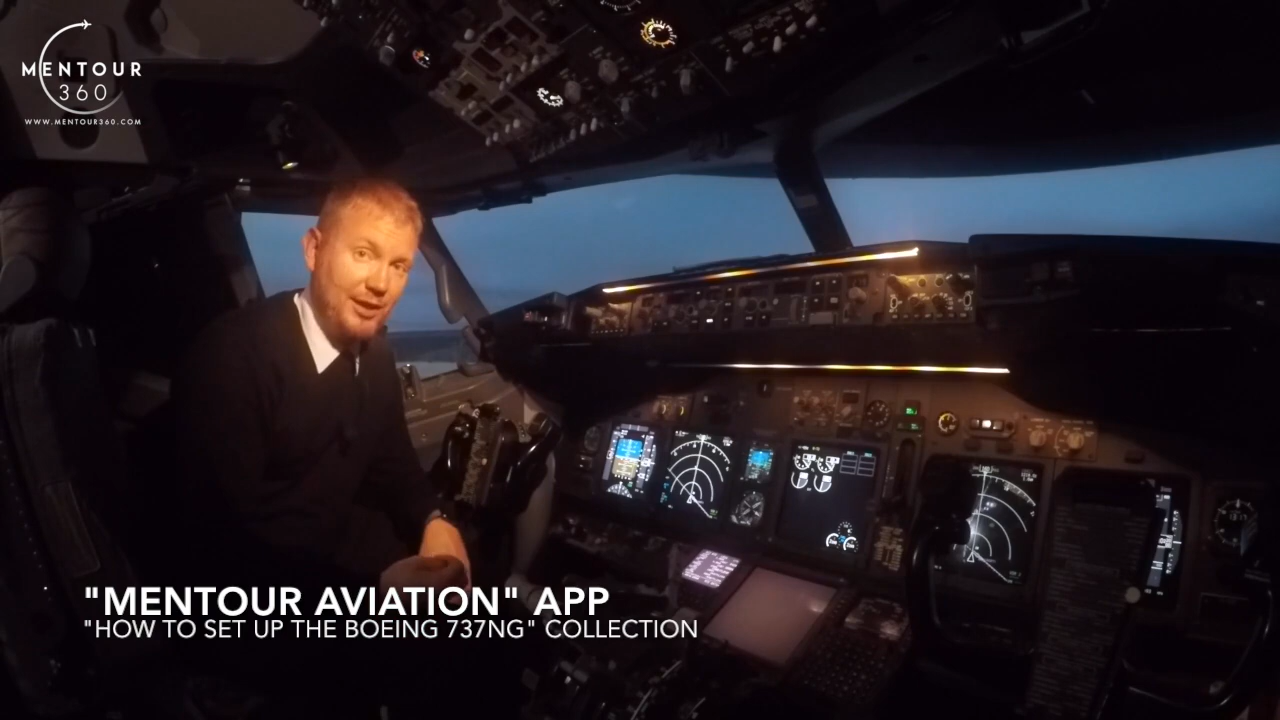 MENTOUR
360
WWW.MENTOUR360.COM
"MENTOUR AVIATION" APP
"HOW TO SET UP THE BOEING 737NG" COLLECTION